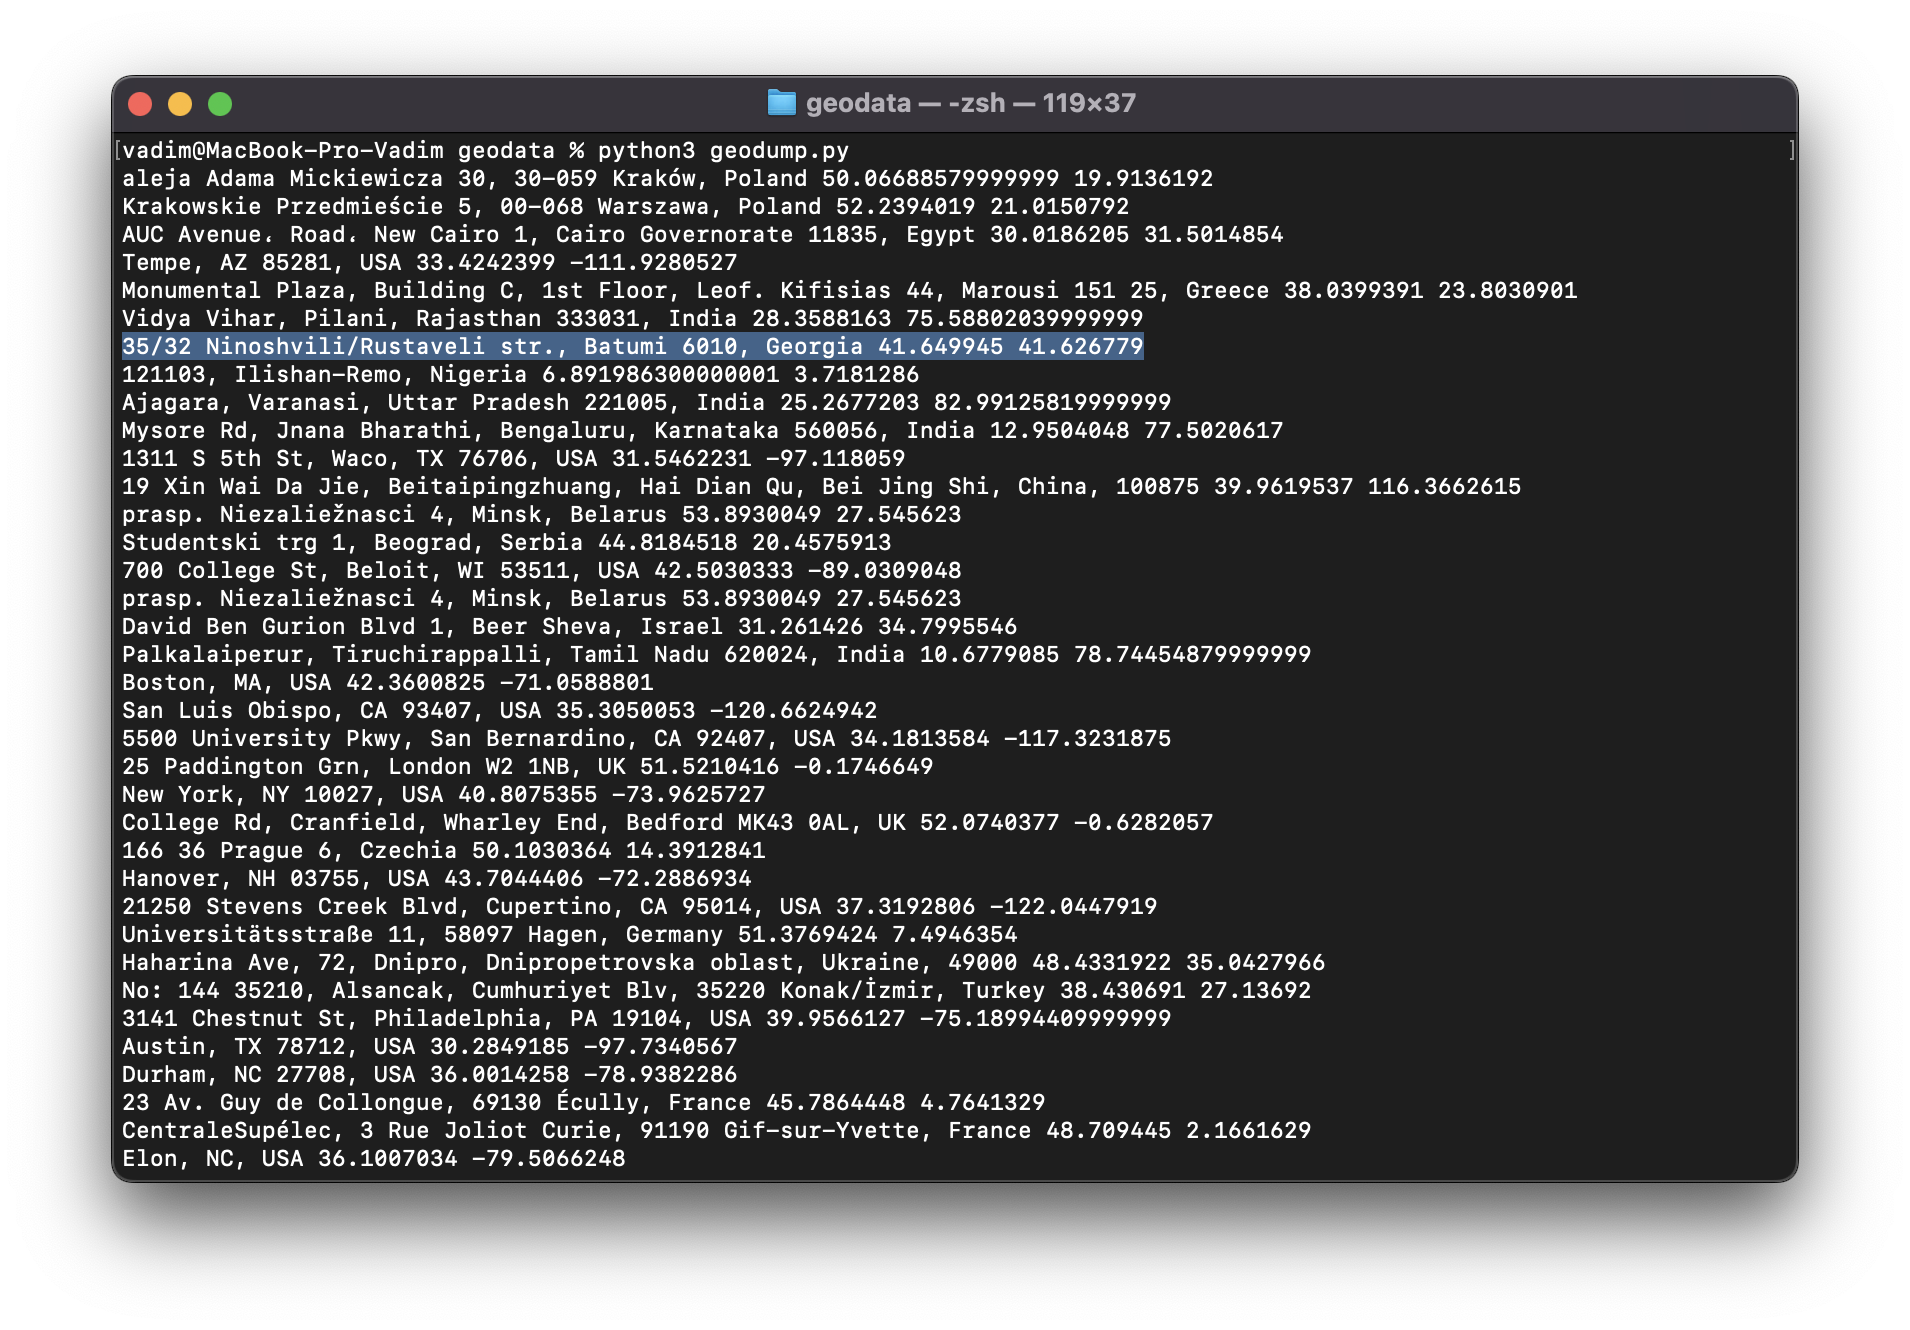 geodata — -zsh — 119×37
[vadim@MacBook-Pro-Vadim geodata % python3 geodump.py ]
aleja Adama Mickiewicza 30, 30-059 Kraków, Poland 50.06688579999999 19.9136192
Krakowskie Przedmieście 5, 00-068 Warszawa, Poland 52.2394019 21.0150792
AUC Avenue، Road، New Cairo 1, Cairo Governorate 11835, Egypt 30.0186205 31.5014854
Tempe, AZ 85281, USA 33.4242399 -111.9280527
Monumental Plaza, Building C, 1st Floor, Leof. Kifisias 44, Marousi 151 25, Greece 38.0399391 23.8030901
Vidya Vihar, Pilani, Rajasthan 333031, India 28.3588163 75.58802039999999
35/32 Ninoshvili/Rustaveli str., Batumi 6010, Georgia 41.649945 41.626779
121103, Ilishan-Remo, Nigeria 6.891986300000001 3.7181286
Ajagara, Varanasi, Uttar Pradesh 221005, India 25.2677203 82.99125819999999
Mysore Rd, Jnana Bharathi, Bengaluru, Karnataka 560056, India 12.9504048 77.5020617
1311 S 5th St, Waco, TX 76706, USA 31.5462231 -97.118059
19 Xin Wai Da Jie, Beitaipingzhuang, Hai Dian Qu, Bei Jing Shi, China, 100875 39.9619537 116.3662615
prasp. Niezaliežnasci 4, Minsk, Belarus 53.8930049 27.545623
Studentski trg 1, Beograd, Serbia 44.8184518 20.4575913
700 College St, Beloit, WI 53511, USA 42.5030333 -89.0309048
prasp. Niezaliežnasci 4, Minsk, Belarus 53.8930049 27.545623
David Ben Gurion Blvd 1, Beer Sheva, Israel 31.261426 34.7995546
Palkalaiperur, Tiruchirappalli, Tamil Nadu 620024, India 10.6779085 78.74454879999999
Boston, MA, USA 42.3600825 -71.0588801
San Luis Obispo, CA 93407, USA 35.3050053 -120.6624942
5500 University Pkwy, San Bernardino, CA 92407, USA 34.1813584 -117.3231875
25 Paddington Grn, London W2 1NB, UK 51.5210416 -0.1746649
New York, NY 10027, USA 40.8075355 -73.9625727
College Rd, Cranfield, Wharley End, Bedford MK43 0AL, UK 52.0740377 -0.6282057
166 36 Prague 6, Czechia 50.1030364 14.3912841
Hanover, NH 03755, USA 43.7044406 -72.2886934
21250 Stevens Creek Blvd, Cupertino, CA 95014, USA 37.3192806 -122.0447919
Universitätsstraße 11, 58097 Hagen, Germany 51.3769424 7.4946354
Haharina Ave, 72, Dnipro, Dnipropetrovska oblast, Ukraine, 49000 48.4331922 35.0427966
No: 144 35210, Alsancak, Cumhuriyet Blv, 35220 Konak/İzmir, Turkey 38.430691 27.13692
3141 Chestnut St, Philadelphia, PA 19104, USA 39.9566127 -75.18994409999999
Austin, TX 78712, USA 30.2849185 -97.7340567
Durham, NC 27708, USA 36.0014258 -78.9382286
23 Av. Guy de Collongue, 69130 Écully, France 45.7864448 4.7641329
CentraleSupélec, 3 Rue Joliot Curie, 91190 Gif-sur-Yvette, France 48.709445 2.1661629
Elon, NC, USA 36.1007034 -79.5066248